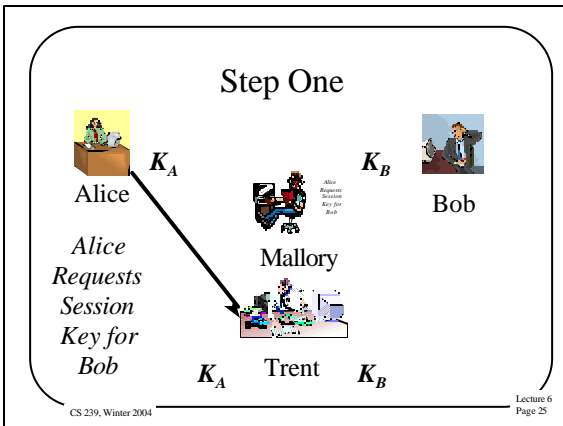 Step One
K_A
K_B
Alice
Bob
Alice
Requests
Session
Key for
Bob
Mallory
Alice
Requests
Session
Key for
Bob
K_A
Trent
K_B
CS 239, Winter 2004
Lecture 6
Page 25